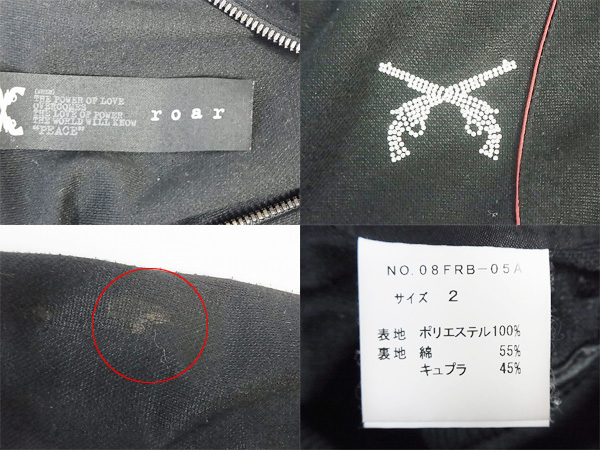 [words]
THE POWER OF LOVE
OVERCOMES
THE LOVE OF POWER
THE WORLD WILL KNOW
"PEACE"
roar
NO.08FRB-05A
サイズ 2
表地 ポリエステル100%
裏地 綿 55%
キュプラ 45%